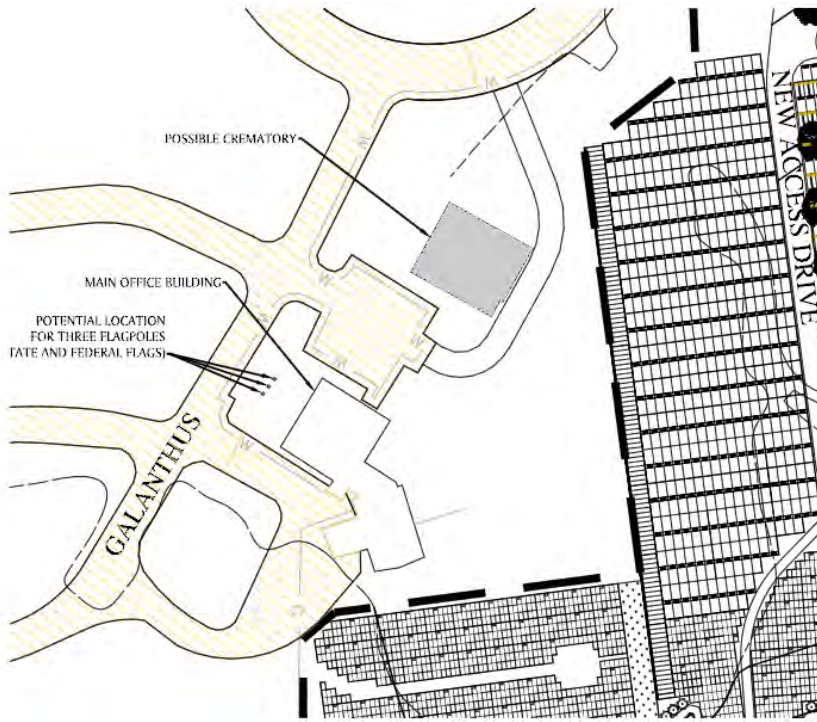 POSSIBLE CREMATORY
MAIN OFFICE BUILDING
POTENTIAL LOCATION
FOR THREE FLAGPOLES
TATE AND FEDERAL FLAGS)
GALANTHUS
NEW ACCESS DRIVE
W
W
W
W
W
W
W
W
G